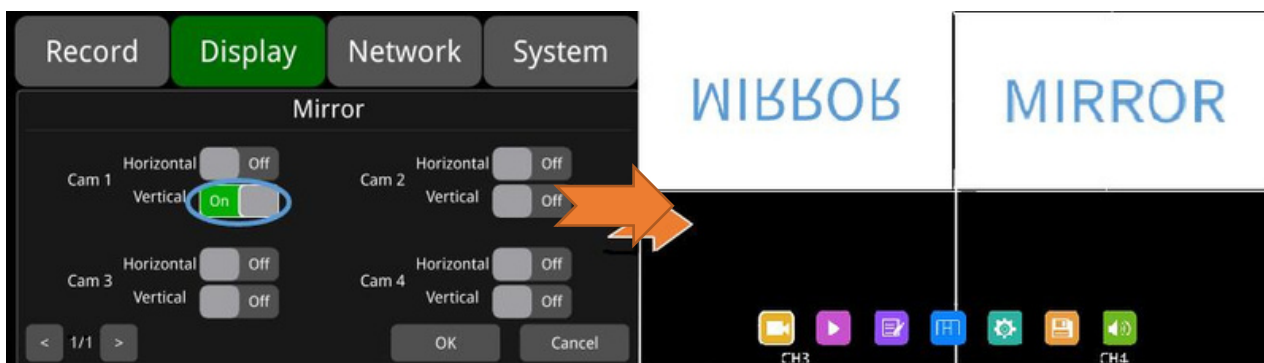 Record Display Network System
Mirror
Cam 1 Horizontal Off Cam 2 Horizontal Off
Vertical On Vertical Off
Cam 3 Horizontal Off Cam 4 Horizontal Off
Vertical Off Vertical Off
< 1/1 > OK Cancel
MIRROR MIRROR
CH3 CH4